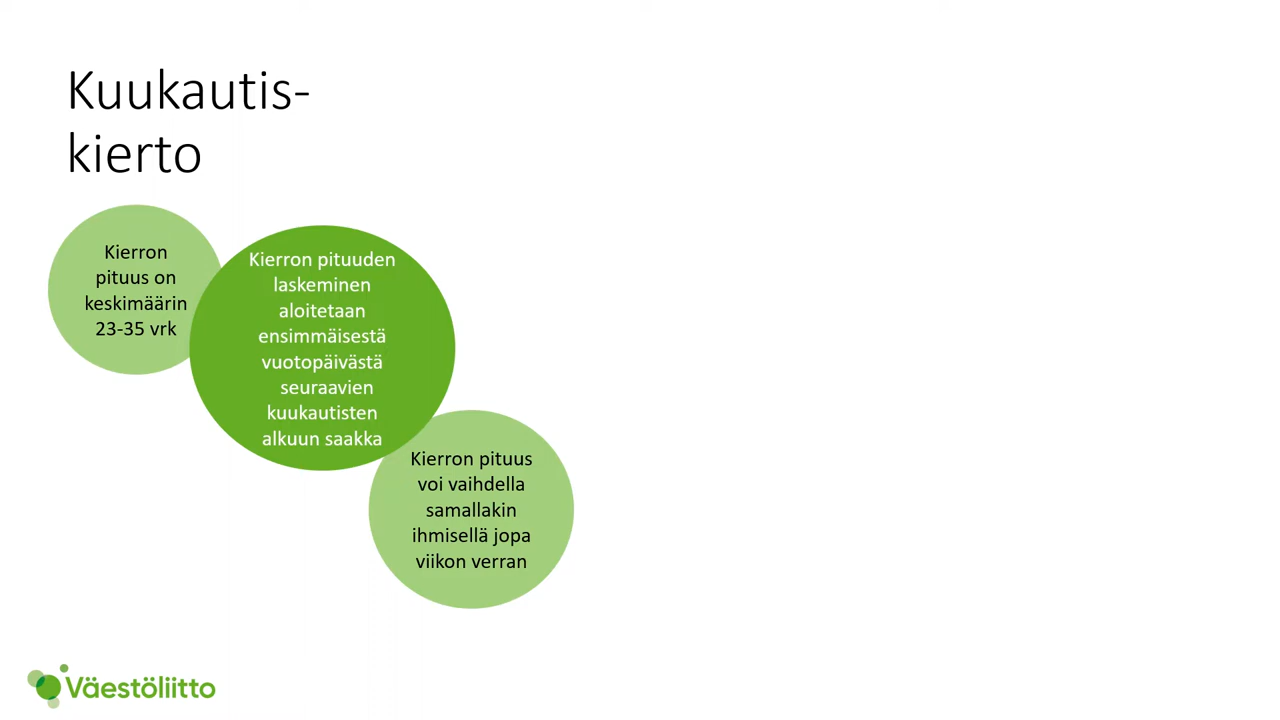 Kuukautis-
kierto
Kierron
pituus on
keskimäärin
23-35 vrk
Kierron pituuden
laskeminen
aloitetaan
ensimmäisestä
vuotopäivästä
seuraavien
kuukautisten
alkuun saakka
Kierron pituus
voi vaihdella
samallakin
ihmisellä jopa
viikon verran
Väestöliitto